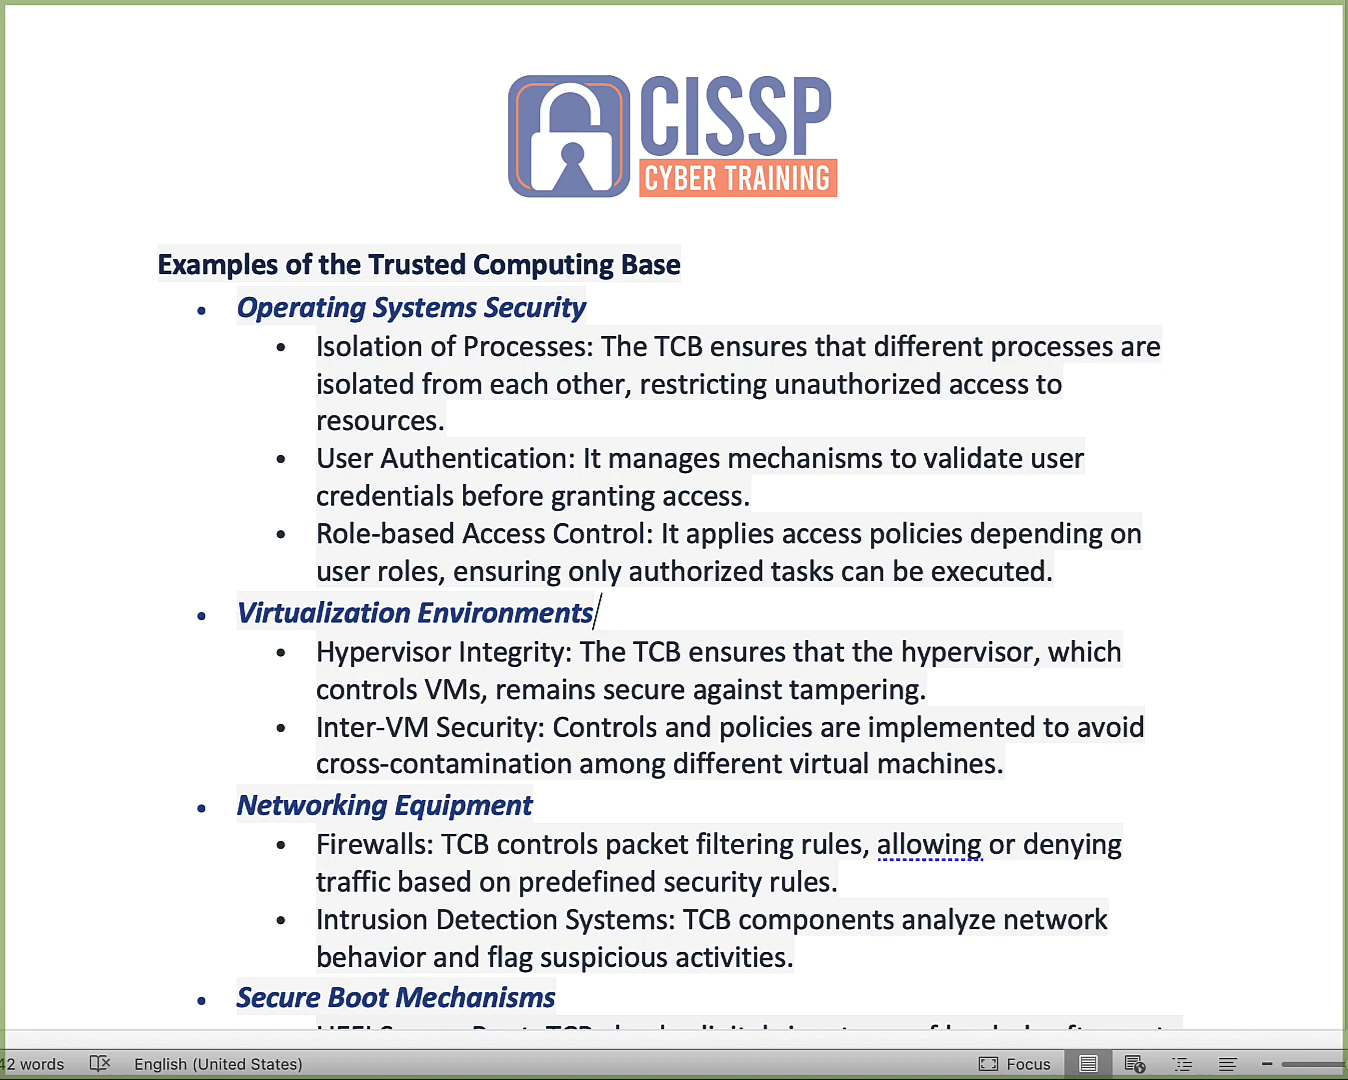 CISSP
CYBER TRAINING
Examples of the Trusted Computing Base
• Operating Systems Security
• Isolation of Processes: The TCB ensures that different processes are
isolated from each other, restricting unauthorized access to
resources.
• User Authentication: It manages mechanisms to validate user
credentials before granting access.
• Role-based Access Control: It applies access policies depending on
user roles, ensuring only authorized tasks can be executed.
• Virtualization Environments
• Hypervisor Integrity: The TCB ensures that the hypervisor, which
controls VMs, remains secure against tampering.
• Inter-VM Security: Controls and policies are implemented to avoid
cross-contamination among different virtual machines.
• Networking Equipment
• Firewalls: TCB controls packet filtering rules, allowing or denying
traffic based on predefined security rules.
• Intrusion Detection Systems: TCB components analyze network
behavior and flag suspicious activities.
• Secure Boot Mechanisms
42 words English (United States) Focus